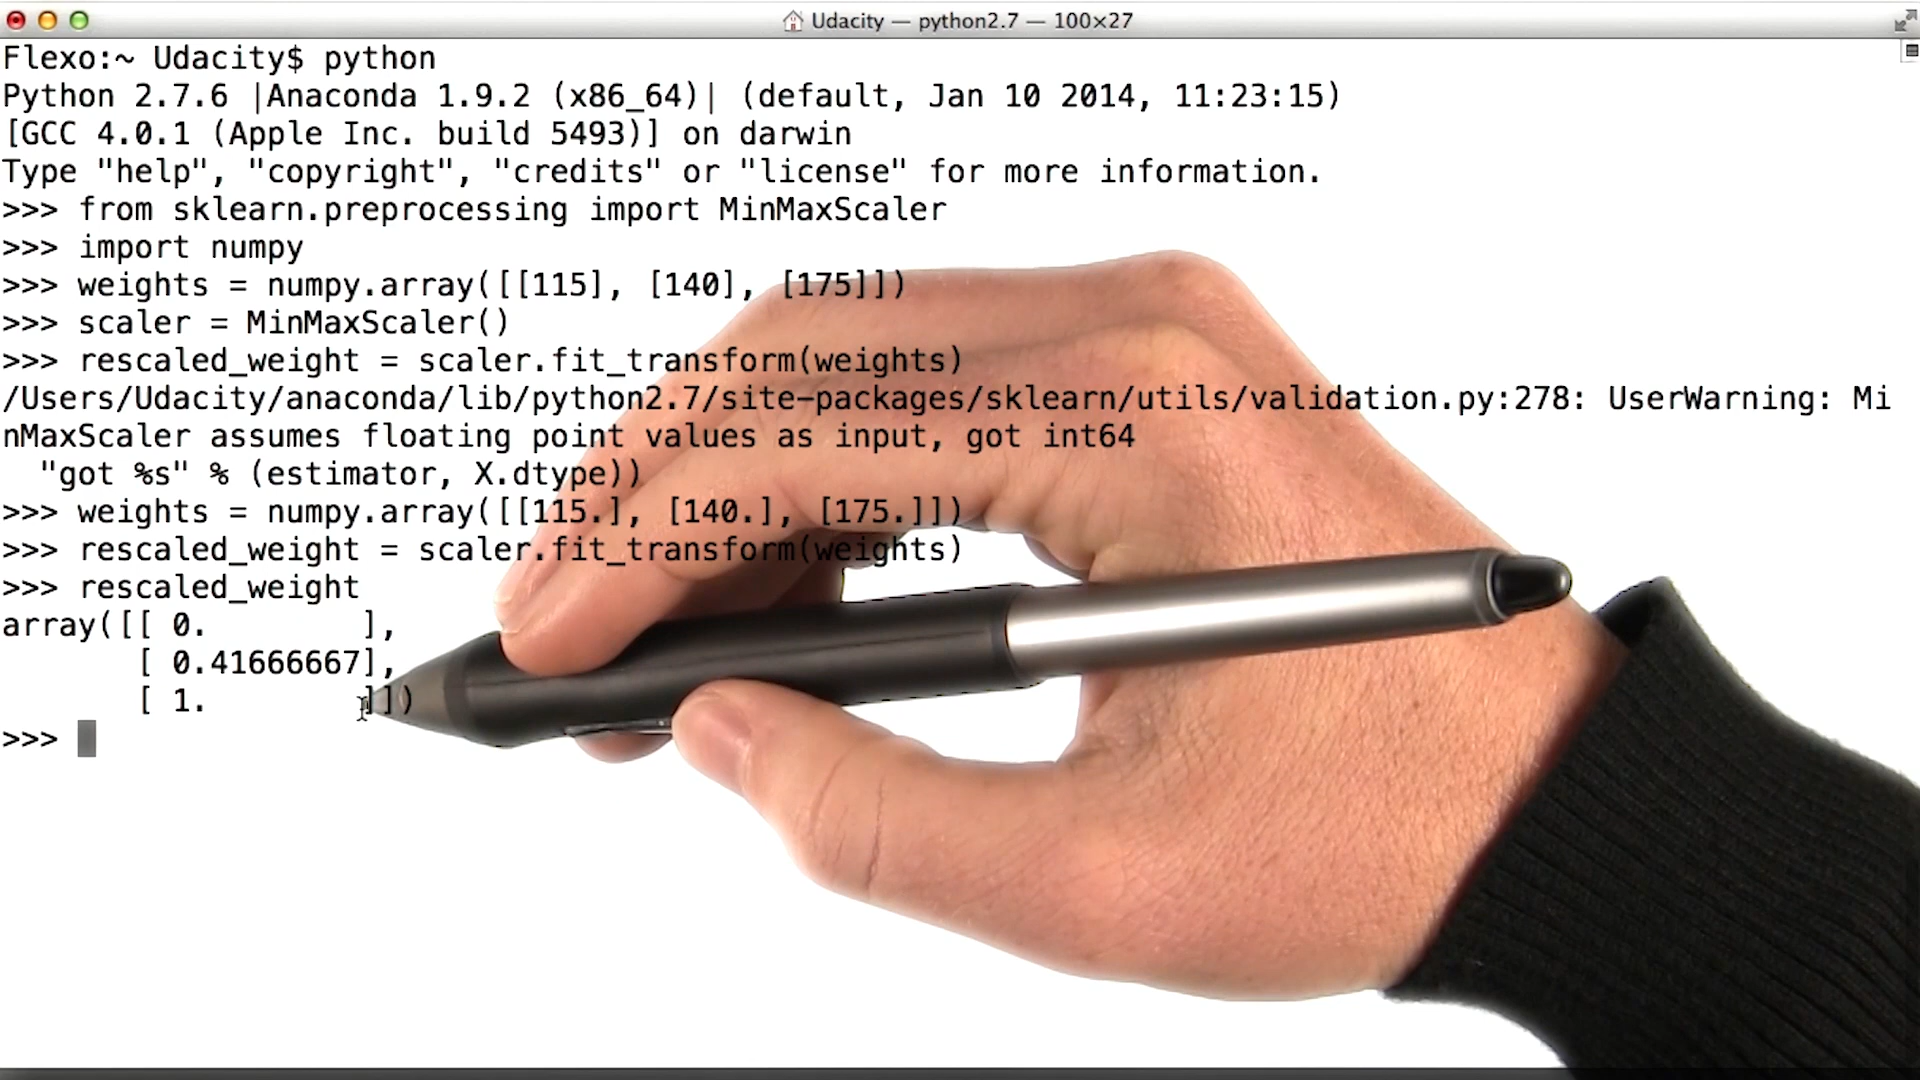 Udacity — python2.7 — 100×27
Flexo:~ Udacity$ python
Python 2.7.6 |Anaconda 1.9.2 (x86_64)| (default, Jan 10 2014, 11:23:15)
[GCC 4.0.1 (Apple Inc. build 5493)] on darwin
Type "help", "copyright", "credits" or "license" for more information.
>>> from sklearn.preprocessing import MinMaxScaler
>>> import numpy
>>> weights = numpy.array([[115], [140], [175]])
>>> scaler = MinMaxScaler()
>>> rescaled_weight = scaler.fit_transform(weights)
/Users/Udacity/anaconda/lib/python2.7/site-packages/sklearn/utils/validation.py:278: UserWarning: Mi
nMaxScaler assumes floating point values as input, got int64
  "got %s" % (estimator, X.dtype))
>>> weights = numpy.array([[115.], [140.], [175.]])
>>> rescaled_weight = scaler.fit_transform(weights)
>>> rescaled_weight
array([[ 0.        ],
       [ 0.41666667],
       [ 1.        ]])
>>>